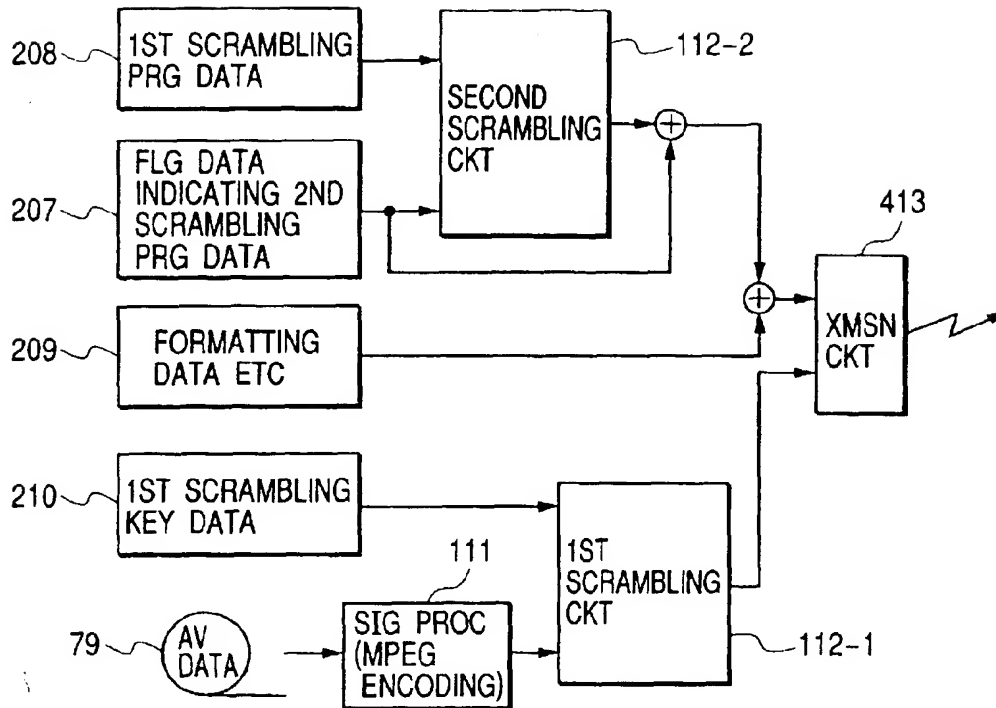 208
1ST SCRAMBLING
PRG DATA
112-2
SECOND
SCRAMBLING
CKT
207
FLG DATA
INDICATING 2ND
SCRAMBLING
PRG DATA
413
XMSN
CKT
209
FORMATTING
DATA ETC
210
1ST SCRAMBLING
KEY DATA
111
1ST
SCRAMBLING
CKT
112-1
79
AV
DATA
SIG PROC
(MPEG
ENCODING)